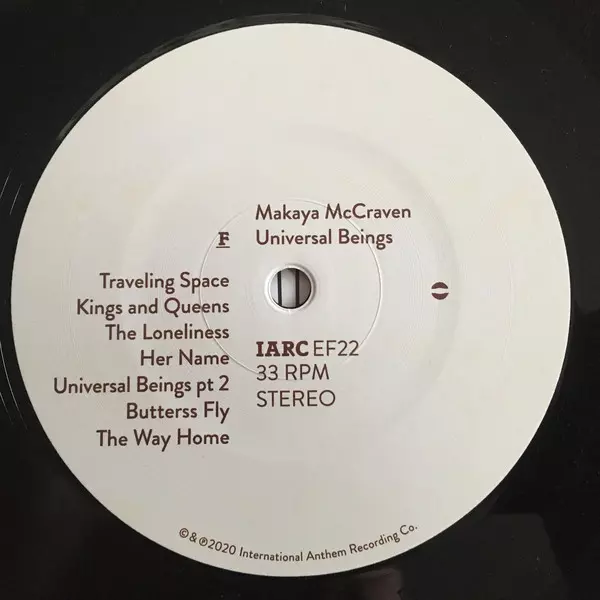 Makaya McCraven
F Universal Beings
Traveling Space
Kings and Queens
The Loneliness
Her Name
Universal Beings pt 2
Butterss Fly
The Way Home
IARC EF22
33 RPM
STEREO
©&℗2020 International Anthem Recording Co.